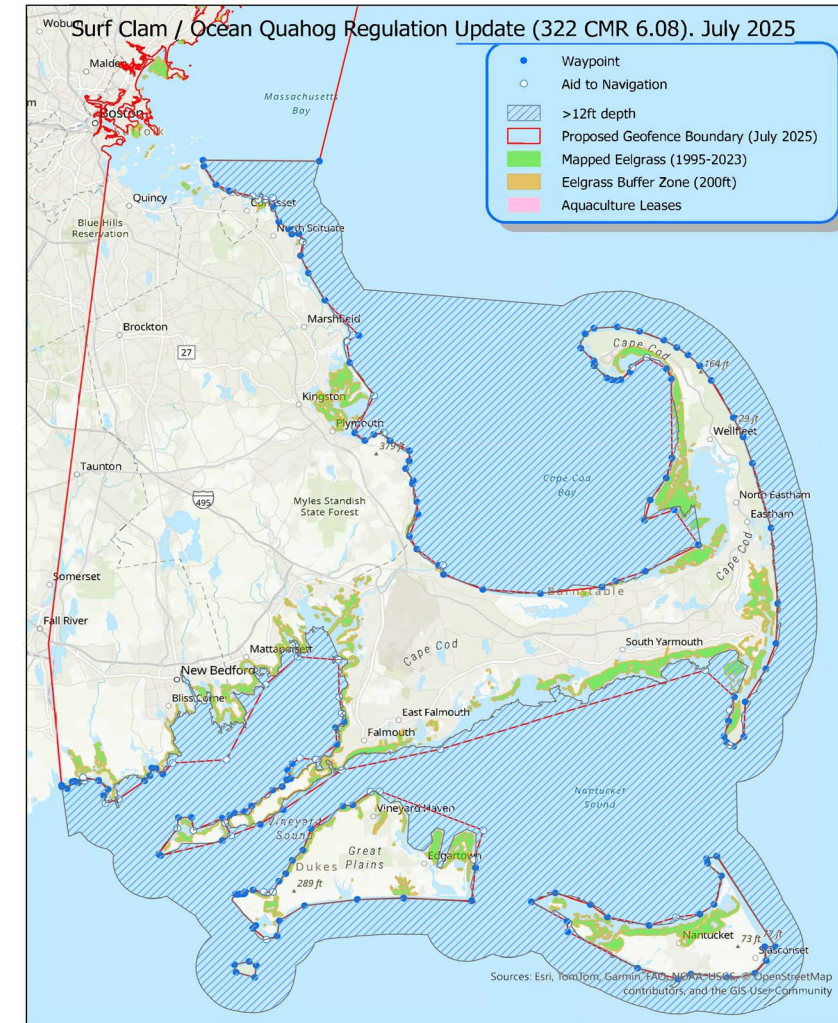 Surf Clam / Ocean Quahog Regulation Update (322 CMR 6.08). July 2025
Waypoint
Aid to Navigation
>12ft depth
Proposed Geofence Boundary (July 2025)
Mapped Eelgrass (1995-2023)
Eelgrass Buffer Zone (200ft)
Aquaculture Leases
Woburn
Malden
Massachusetts
Bay
Boston
Suffolk
Quincy
Cohasset
Blue Hills
Reservation
North Scituate
Marshfield
Brockton
27
Cape Cod
164 ft
Kingston
Plymouth
29 ft
Wellfleet
379 ft
Taunton
495
Cape Cod
Bay
Myles Standish
State Forest
North Eastham
Eastham
Cape Cod
Somerset
Barnstable
Fall River
South Yarmouth
Mattapoisett
Cape Cod
New Bedford
Bliss Corner
East Falmouth
Falmouth
Nantucket
Sound
Vineyard Haven
Vineyard
Sound
Great
Plains
Edgartown
Dukes
289 ft
Nantucket
73 ft
77 ft
Siasconset
Sources: Esri, TomTom, Garmin, FAO, NOAA, USGS, © OpenStreetMap
contributors, and the GIS User Community